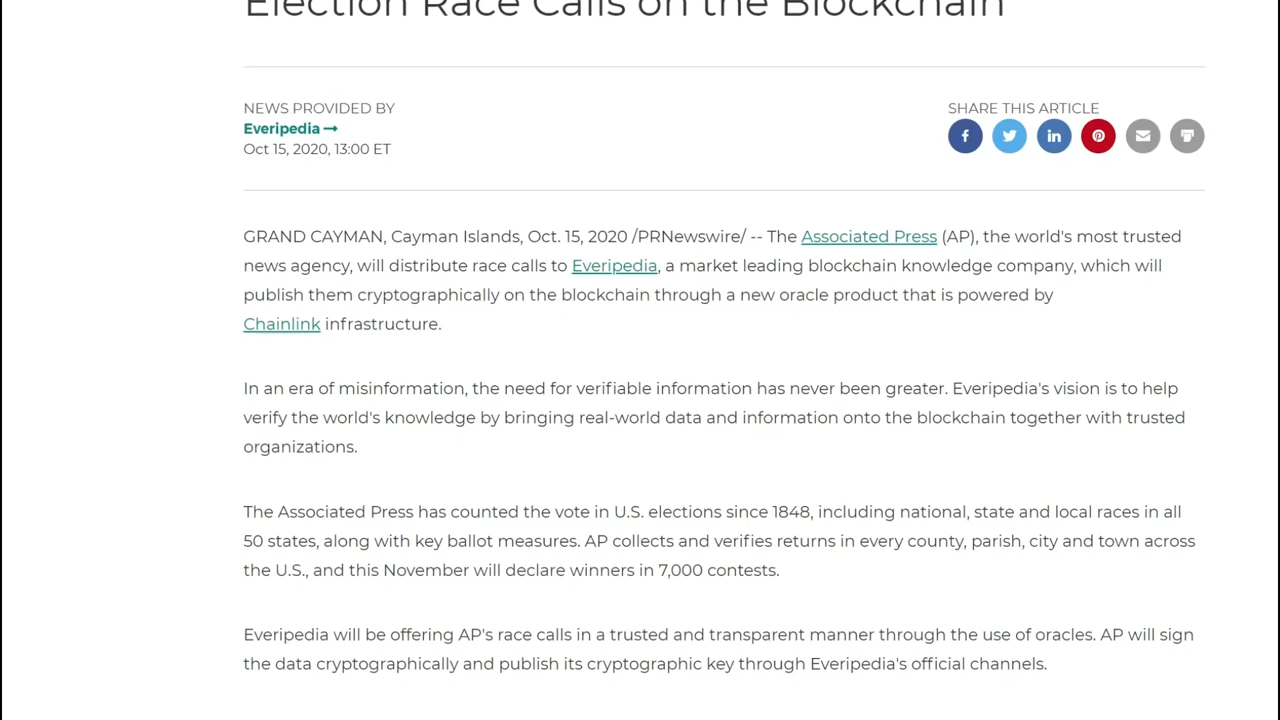 Election Race Calls on the Blockchain
NEWS PROVIDED BY
Everipedia →
Oct 15, 2020, 13:00 ET
SHARE THIS ARTICLE
GRAND CAYMAN, Cayman Islands, Oct. 15, 2020 /PRNewswire/ -- The Associated Press (AP), the world's most trusted
news agency, will distribute race calls to Everipedia, a market leading blockchain knowledge company, which will
publish them cryptographically on the blockchain through a new oracle product that is powered by
Chainlink infrastructure.
In an era of misinformation, the need for verifiable information has never been greater. Everipedia's vision is to help
verify the world's knowledge by bringing real-world data and information onto the blockchain together with trusted
organizations.
The Associated Press has counted the vote in U.S. elections since 1848, including national, state and local races in all
50 states, along with key ballot measures. AP collects and verifies returns in every county, parish, city and town across
the U.S., and this November will declare winners in 7,000 contests.
Everipedia will be offering AP's race calls in a trusted and transparent manner through the use of oracles. AP will sign
the data cryptographically and publish its cryptographic key through Everipedia's official channels.